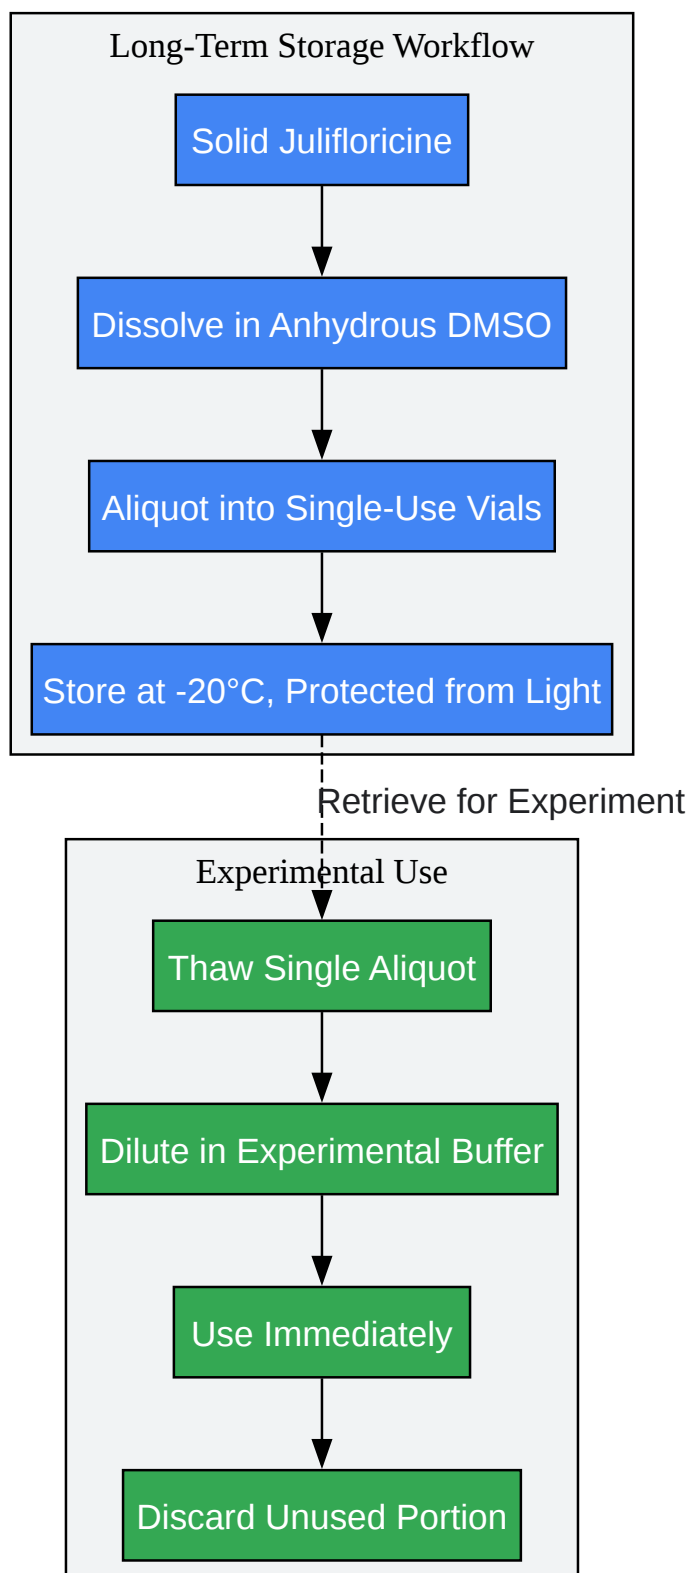 Long-Term Storage Workflow
Solid Julifloricine
Dissolve in Anhydrous DMSO
Aliquot into Single-Use Vials
Store at -20°C, Protected from Light
Retrieve for Experiment
Experimental Use
Thaw Single Aliquot
Dilute in Experimental Buffer
Use Immediately
Discard Unused Portion